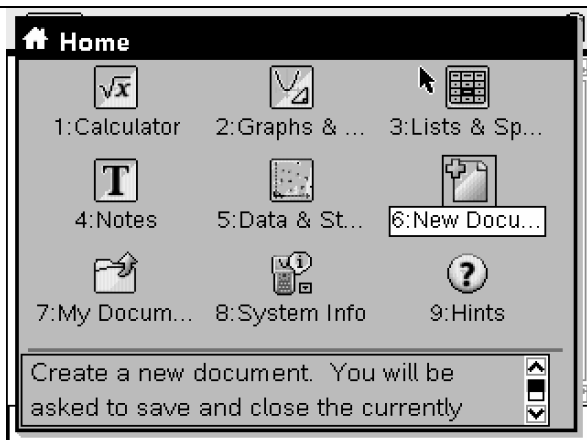 Home
√x
1:Calculator 2:Graphs & ... 3:Lists & Sp...
T
4:Notes 5:Data & St... 6:New Docu...
?
7:My Docum... 8:System Info 9:Hints
Create a new document. You will be
asked to save and close the currently